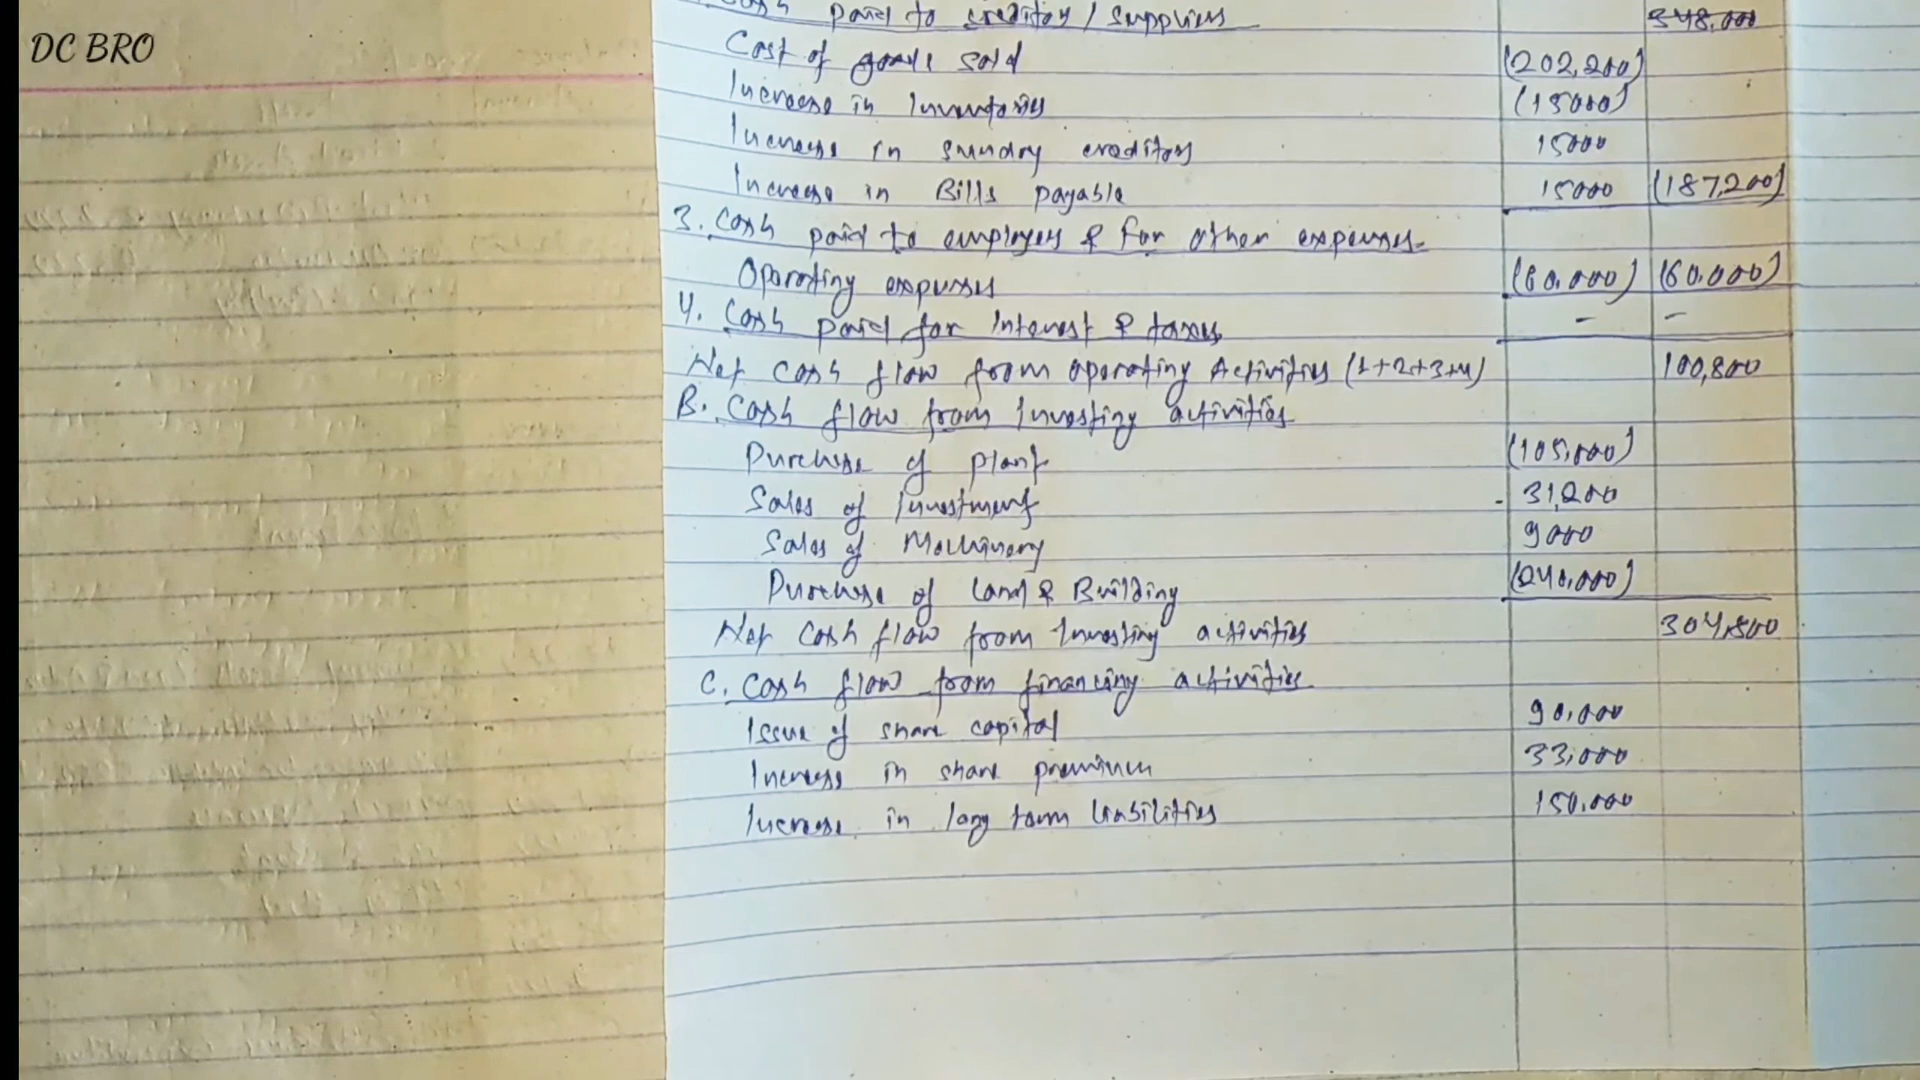 DC BRO
Cash paid to creditors / suppliers 348,000
Cost of goods sold (202,200)
Increase in Inventories (15000)
Increase in sundry creditors 15000
Increase in Bills payable 15000 (187,200)
3. Cash paid to employees & for other expenses.
Operating expenses (60,000) (60,000)
4. Cash paid for interest & taxes - -
Net cash flow from operating Activities (1+2+3+4) 100,800
B. Cash flow from Investing activities
Purchase of plant (105,000)
Sales of Investment 31,200
Sales of Machinery 9000
Purchase of Land & Building (240,000)
Net cash flow from Investing activities 304,800
C. Cash flow from financing activities
Issue of share capital 90,000
Increase in share premium 33,000
Increase in long term liabilities 150,000